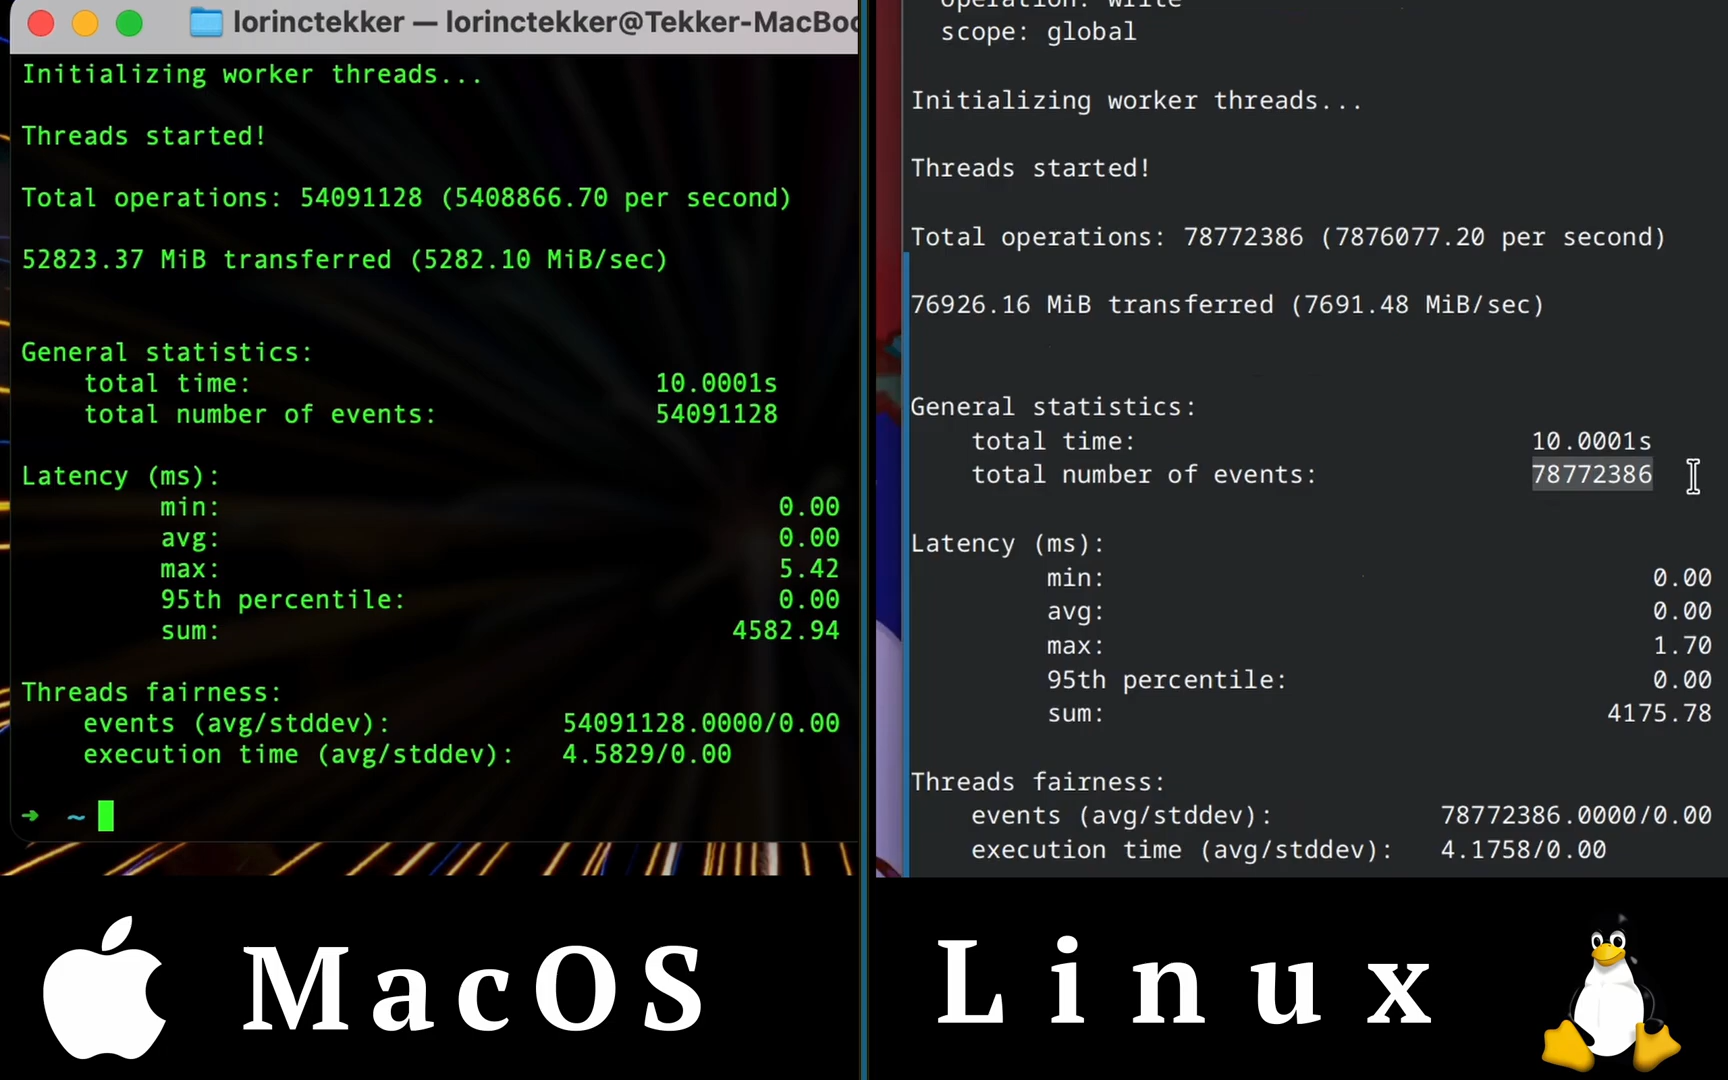 lorinctekker — lorinctekker@Tekker-MacBoo
Initializing worker threads...
Threads started!
Total operations: 54091128 (5408866.70 per second)
52823.37 MiB transferred (5282.10 MiB/sec)
General statistics:
total time: 10.0001s
total number of events: 54091128
Latency (ms):
min: 0.00
avg: 0.00
max: 5.42
95th percentile: 0.00
sum: 4582.94
Threads fairness:
events (avg/stddev): 54091128.0000/0.00
execution time (avg/stddev): 4.5829/0.00
➜ ~
MacOS
operation: write
scope: global
Initializing worker threads...
Threads started!
Total operations: 78772386 (7876077.20 per second)
76926.16 MiB transferred (7691.48 MiB/sec)
General statistics:
total time: 10.0001s
total number of events: 78772386
Latency (ms):
min: 0.00
avg: 0.00
max: 1.70
95th percentile: 0.00
sum: 4175.78
Threads fairness:
events (avg/stddev): 78772386.0000/0.00
execution time (avg/stddev): 4.1758/0.00
Linux